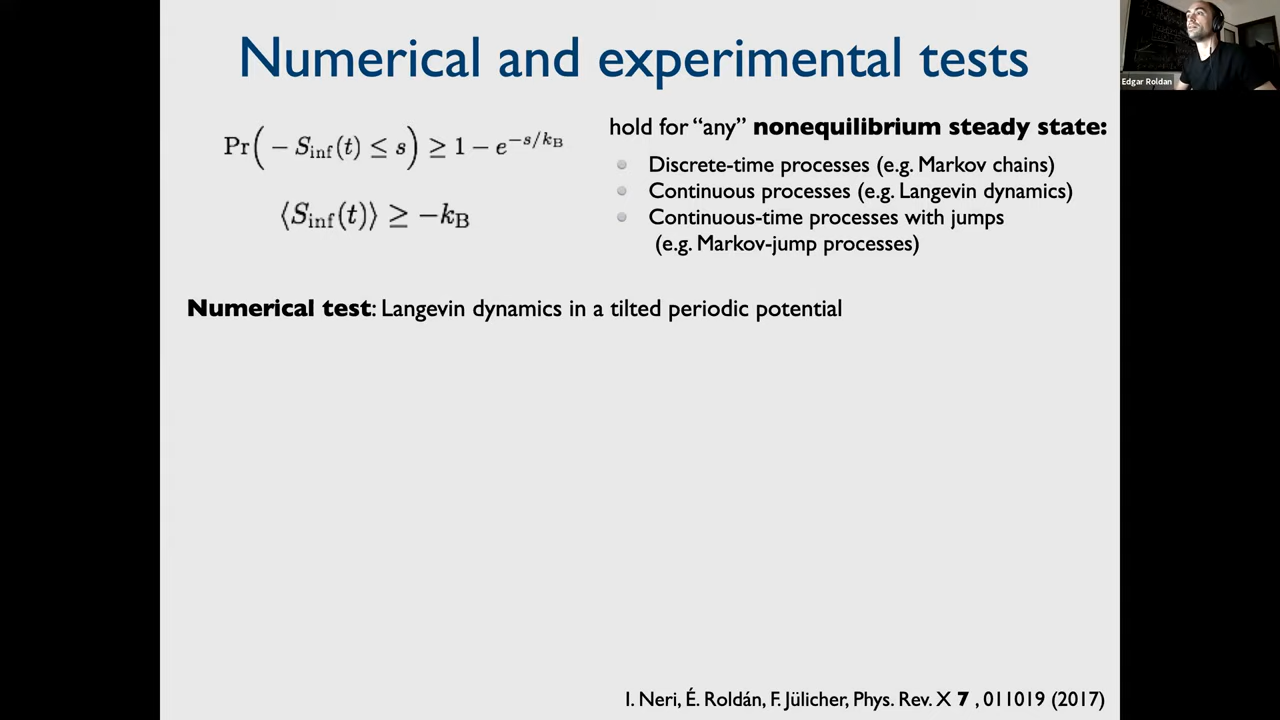 Numerical and experimental tests
Edgar Roldan
Pr(− S_inf(t) ≤ s) ≥ 1 − e^{−s/k_B}
⟨S_inf(t)⟩ ≥ −k_B
hold for “any” nonequilibrium steady state:
Discrete-time processes (e.g. Markov chains)
Continuous processes (e.g. Langevin dynamics)
Continuous-time processes with jumps
(e.g. Markov-jump processes)
Numerical test: Langevin dynamics in a tilted periodic potential
I. Neri, É. Roldán, F. Jülicher, Phys. Rev. X 7 , 011019 (2017)